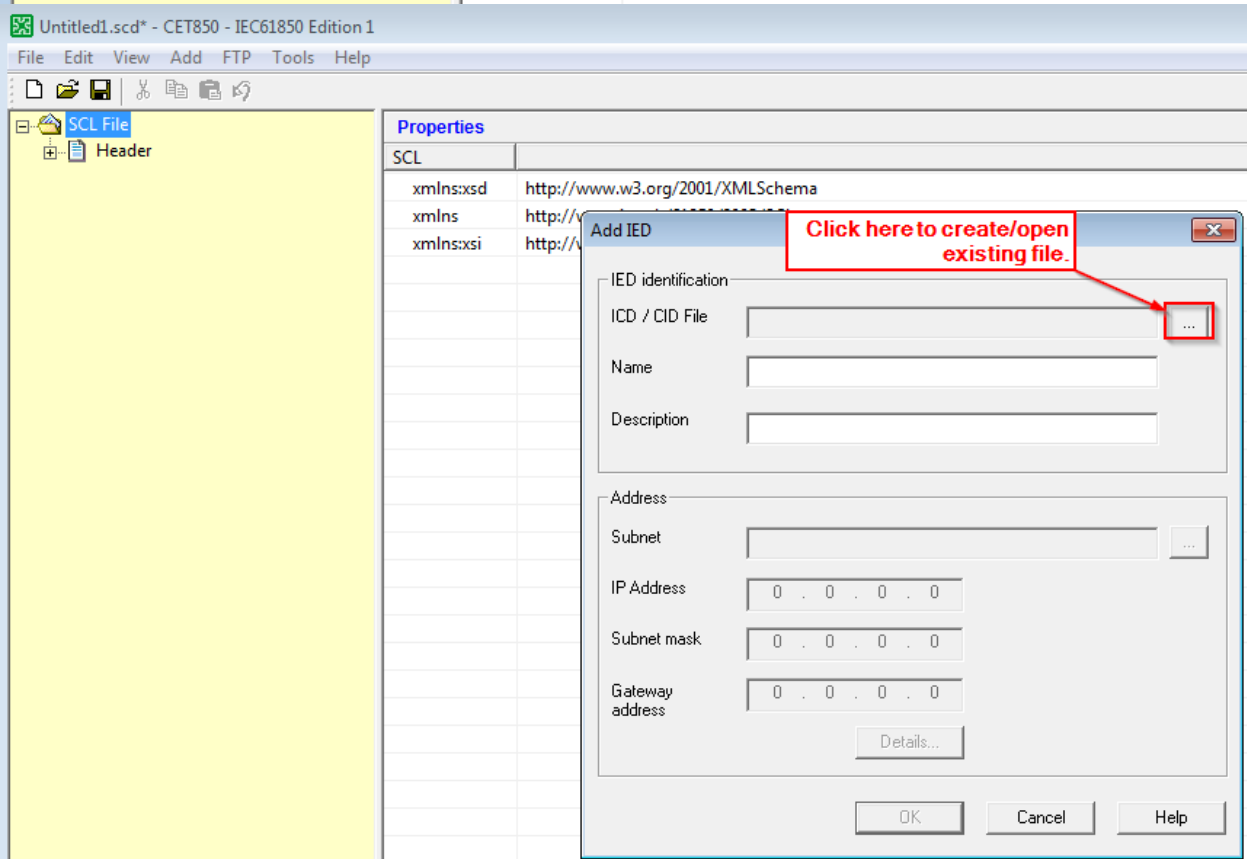 Untitled1.scd* - CET850 - IEC61850 Edition 1
File Edit View Add FTP Tools Help
SCL File
Header
Properties
SCL
xmlns:xsd http://www.w3.org/2001/XMLSchema
xmlns http://
xmlns:xsi http://
Add IED
Click here to create/open
existing file.
IED identification
ICD / CID File
...
Name
Description
Address
Subnet
...
IP Address 0 . 0 . 0 . 0
Subnet mask 0 . 0 . 0 . 0
Gateway
address
0 . 0 . 0 . 0
Details...
OK Cancel Help